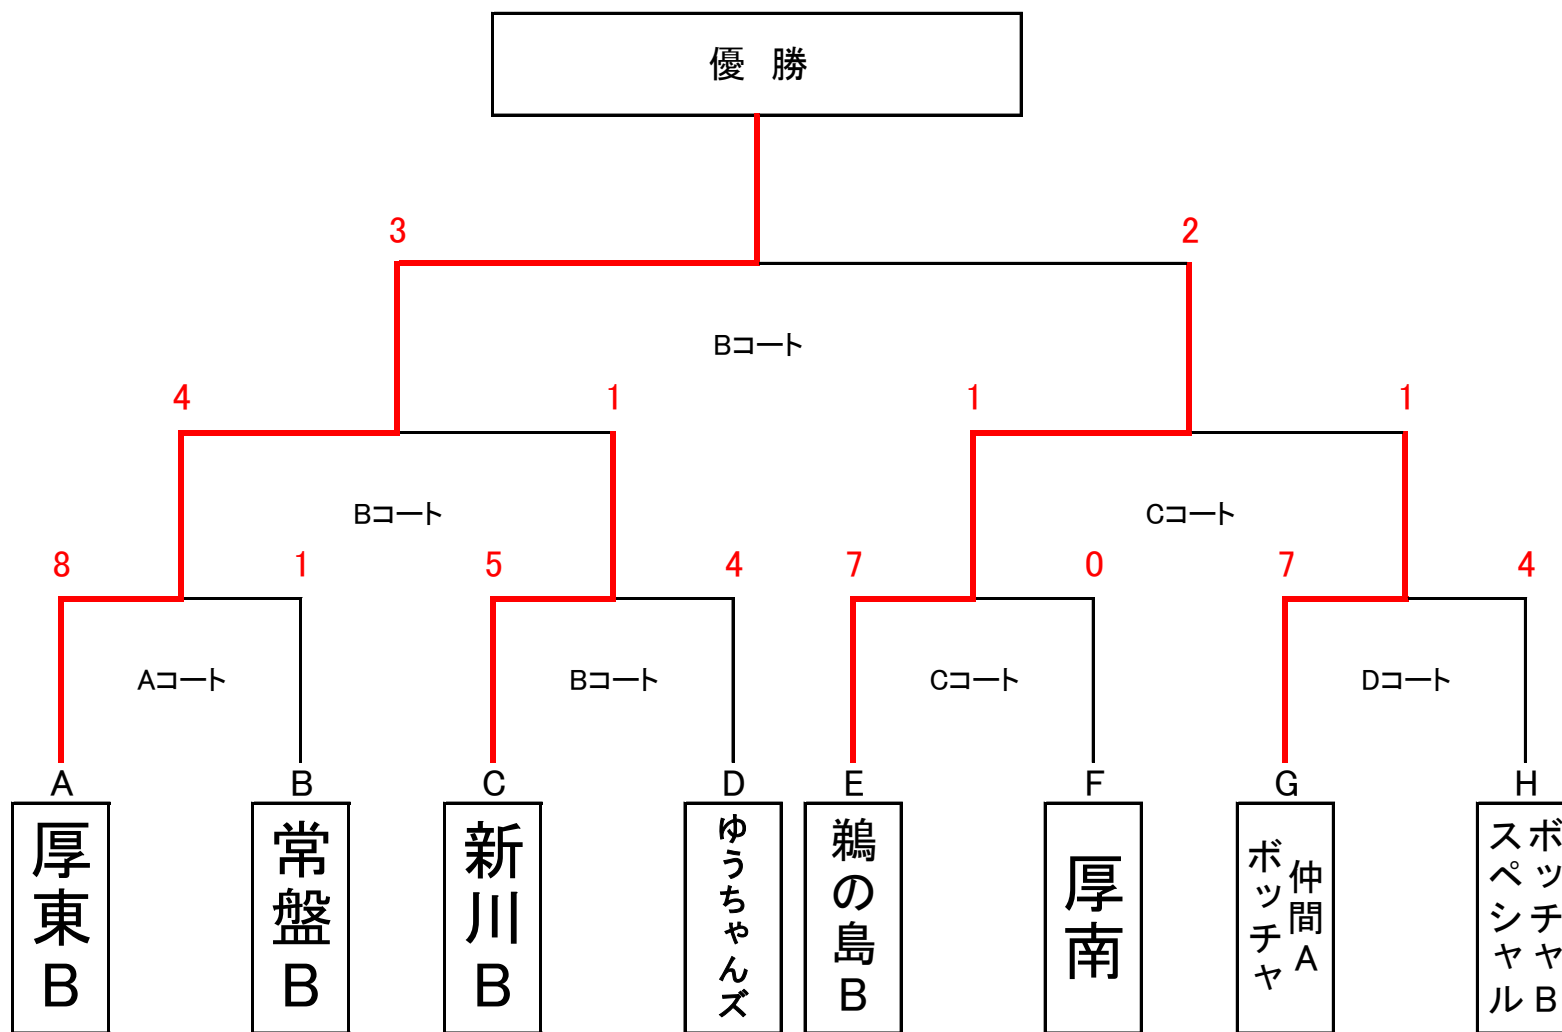 優 勝
3
2
Bコート
4
1
1
1
Bコート
Cコート
8
1
5
4
7
0
7
4
Aコート
Bコート
Cコート
Dコート
A
B
C
D
E
F
G
H
厚東B
常盤B
新川B
ゆうちゃんズ
鵜の島B
厚南
仲間A
ボッチャ
ボッチャB
スペシャル